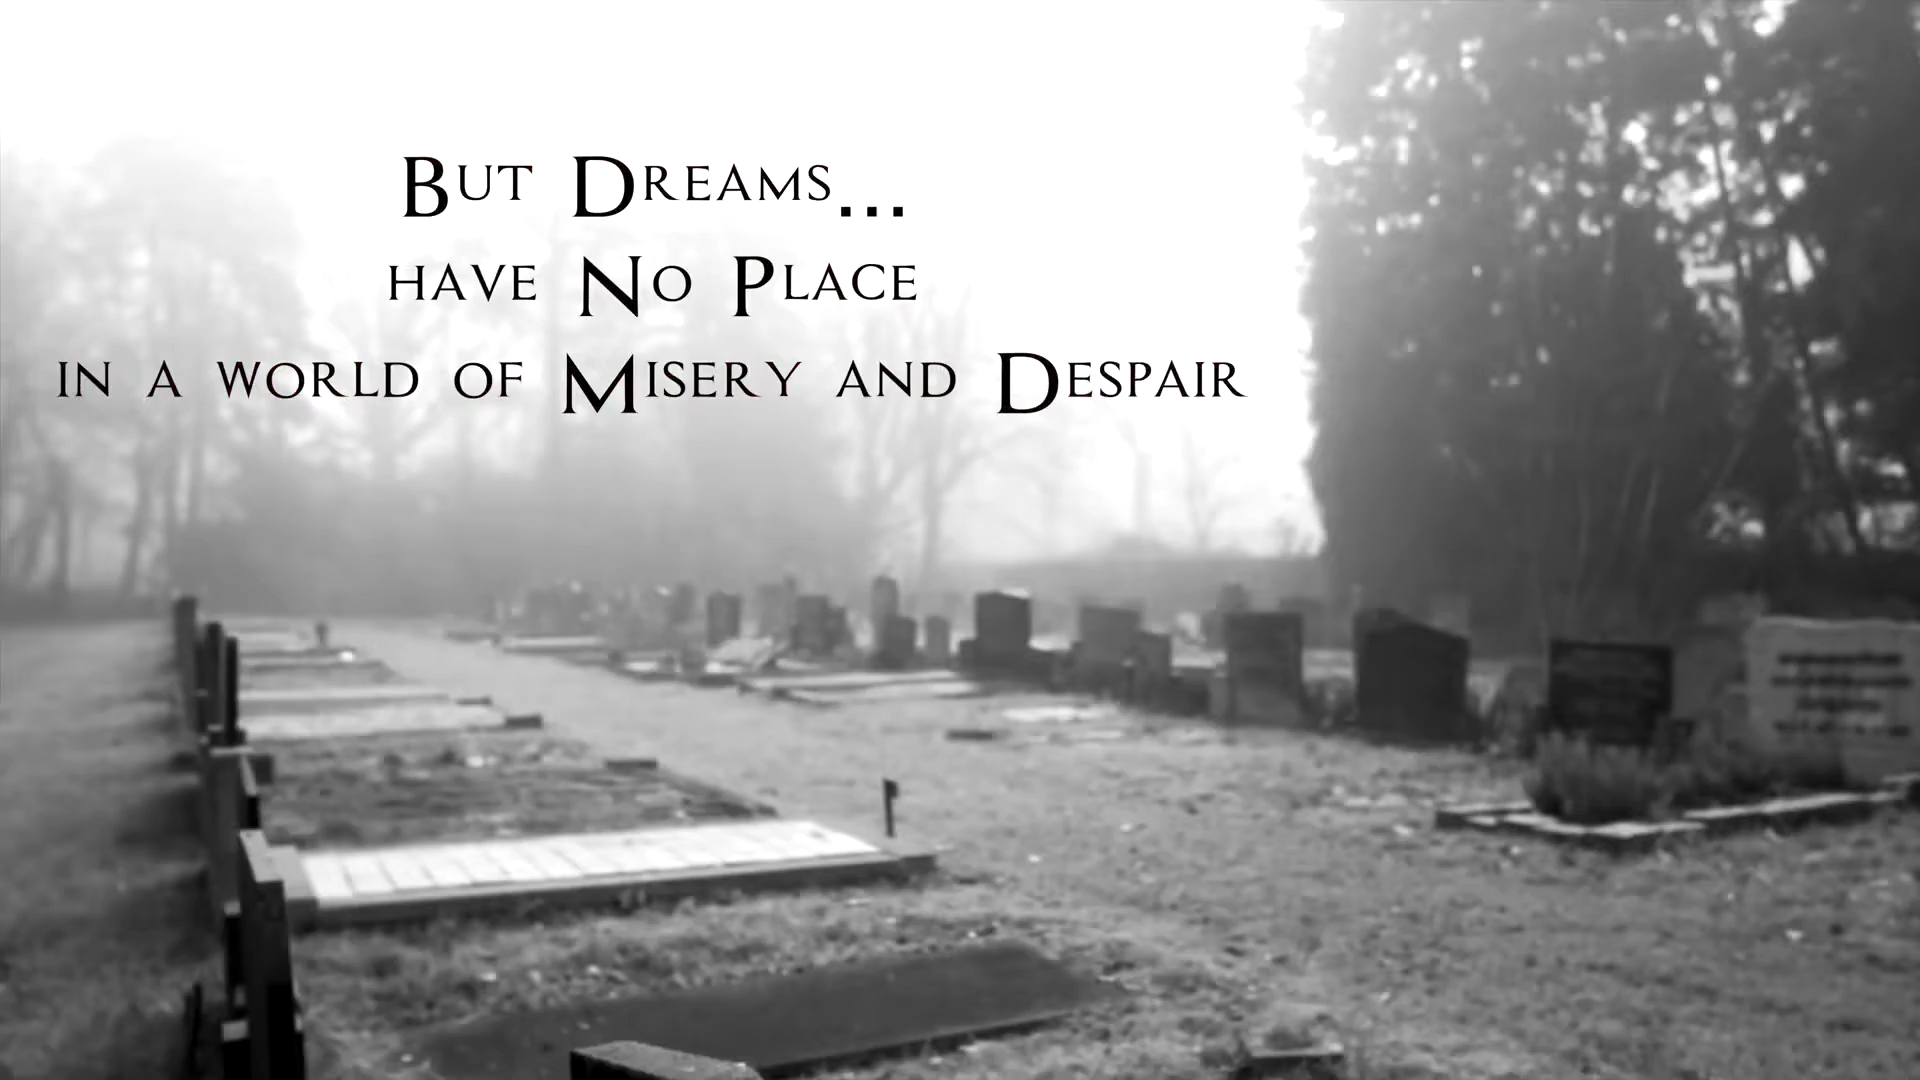 But Dreams...
have No Place
in a world of Misery and Despair